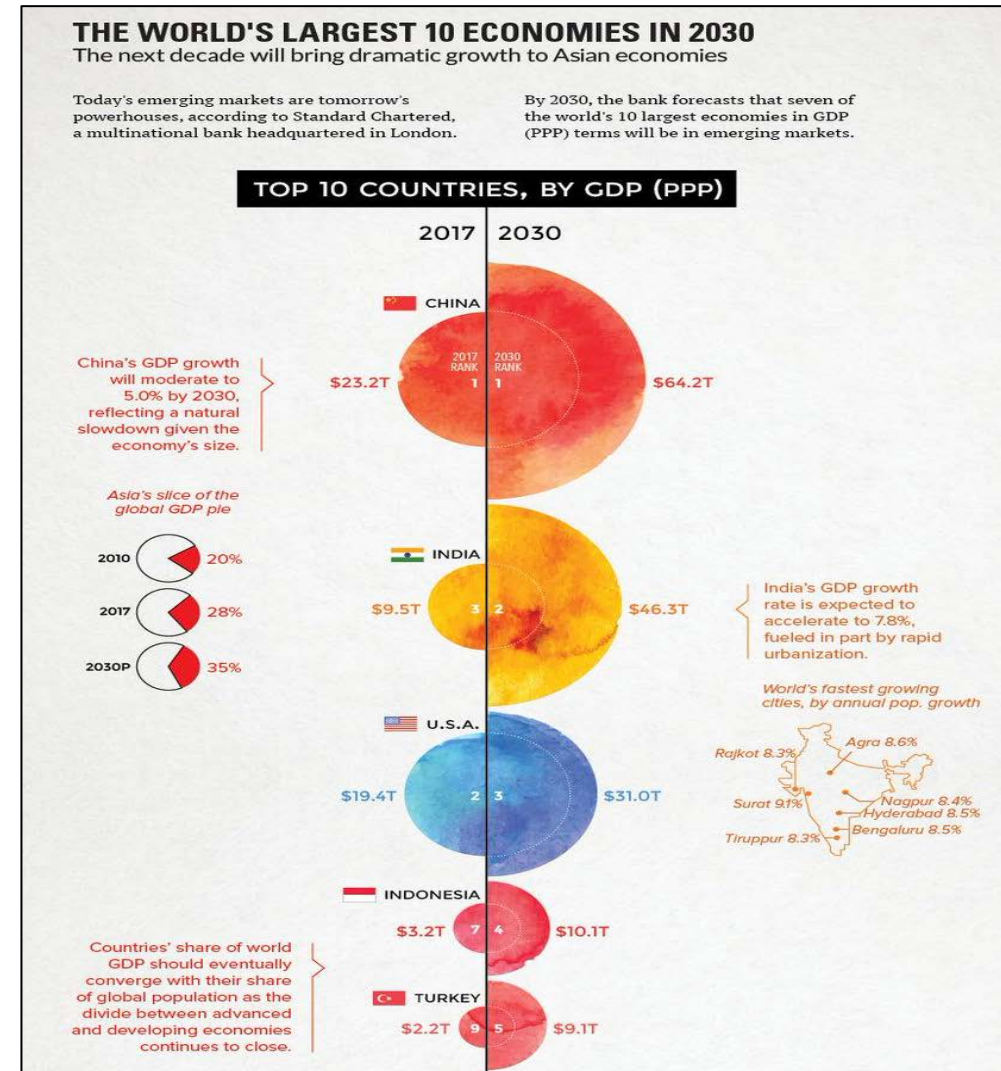 THE WORLD'S LARGEST 10 ECONOMIES IN 2030
The next decade will bring dramatic growth to Asian economies
Today's emerging markets are tomorrow's
powerhouses, according to Standard Chartered,
a multinational bank headquartered in London.
By 2030, the bank forecasts that seven of
the world's 10 largest economies in GDP
(PPP) terms will be in emerging markets.
TOP 10 COUNTRIES, BY GDP (PPP)
2017 2030
CHINA
China's GDP growth
will moderate to
5.0% by 2030,
reflecting a natural
slowdown given the
economy's size.
$23.2T
2017
RANK
1
2030
RANK
1
$64.2T
Asia's slice of the
global GDP pie
2010 20%
2017 28%
2030P 35%
INDIA
$9.5T 3 2 $46.3T
India's GDP growth
rate is expected to
accelerate to 7.8%,
fueled in part by rapid
urbanization.
World's fastest growing
cities, by annual pop. growth
Rajkot 8.3%
Agra 8.6%
Surat 9.1%
Nagpur 8.4%
Hyderabad 8.5%
Bengaluru 8.5%
Tiruppur 8.3%
U.S.A.
$19.4T 2 3 $31.0T
INDONESIA
$3.2T 7 4 $10.1T
Countries' share of world
GDP should eventually
converge with their share
of global population as the
divide between advanced
and developing economies
continues to close.
TURKEY
$2.2T 9 5 $9.1T